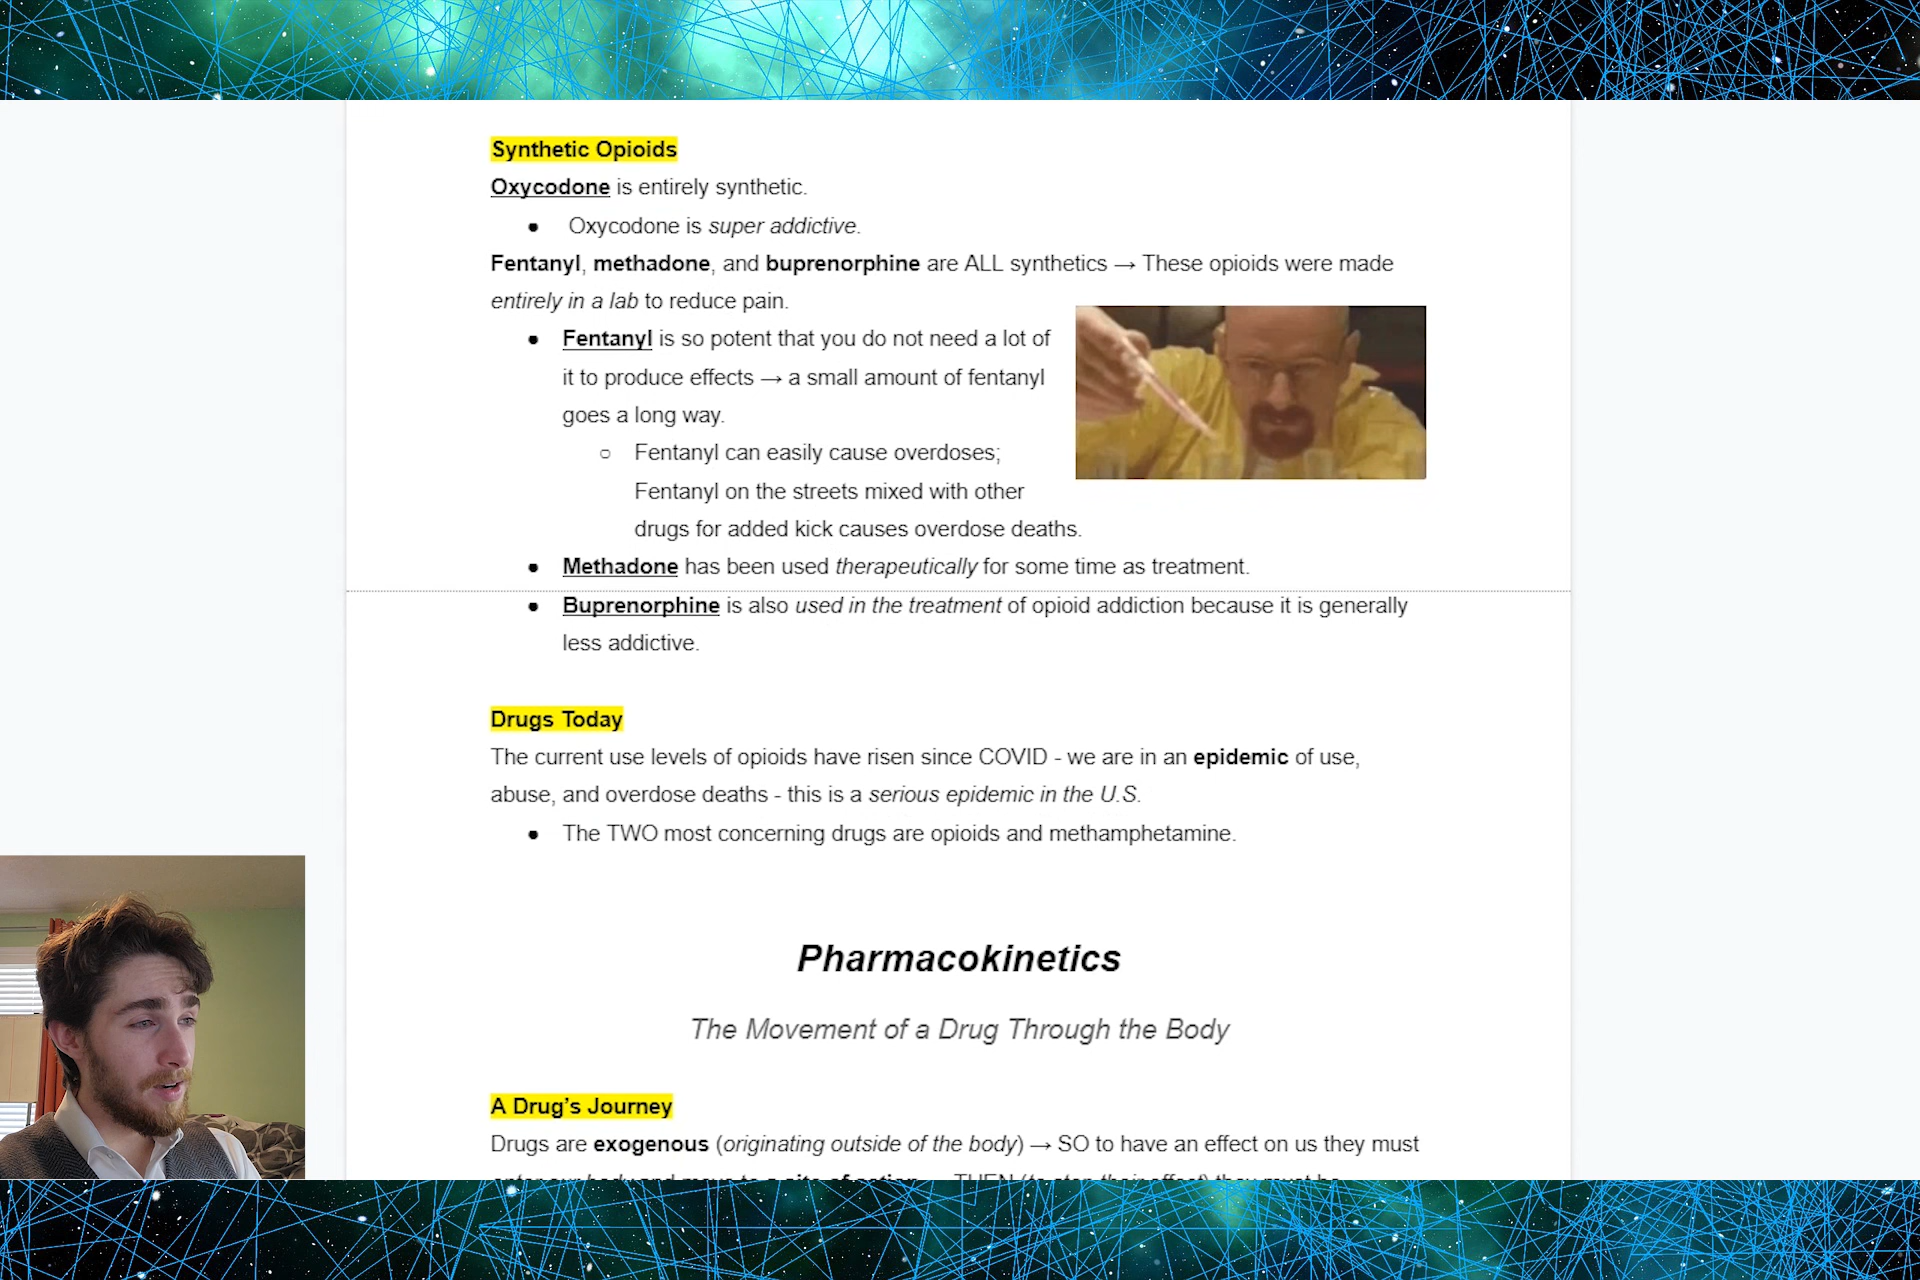 Synthetic Opioids
Oxycodone is entirely synthetic.
● Oxycodone is super addictive.
Fentanyl, methadone, and buprenorphine are ALL synthetics → These opioids were made
entirely in a lab to reduce pain.
● Fentanyl is so potent that you do not need a lot of
it to produce effects → a small amount of fentanyl
goes a long way.
○ Fentanyl can easily cause overdoses;
Fentanyl on the streets mixed with other
drugs for added kick causes overdose deaths.
● Methadone has been used therapeutically for some time as treatment.
● Buprenorphine is also used in the treatment of opioid addiction because it is generally
less addictive.
Drugs Today
The current use levels of opioids have risen since COVID - we are in an epidemic of use,
abuse, and overdose deaths - this is a serious epidemic in the U.S.
● The TWO most concerning drugs are opioids and methamphetamine.
Pharmacokinetics
The Movement of a Drug Through the Body
A Drug's Journey
Drugs are exogenous (originating outside of the body) → SO to have an effect on us they must